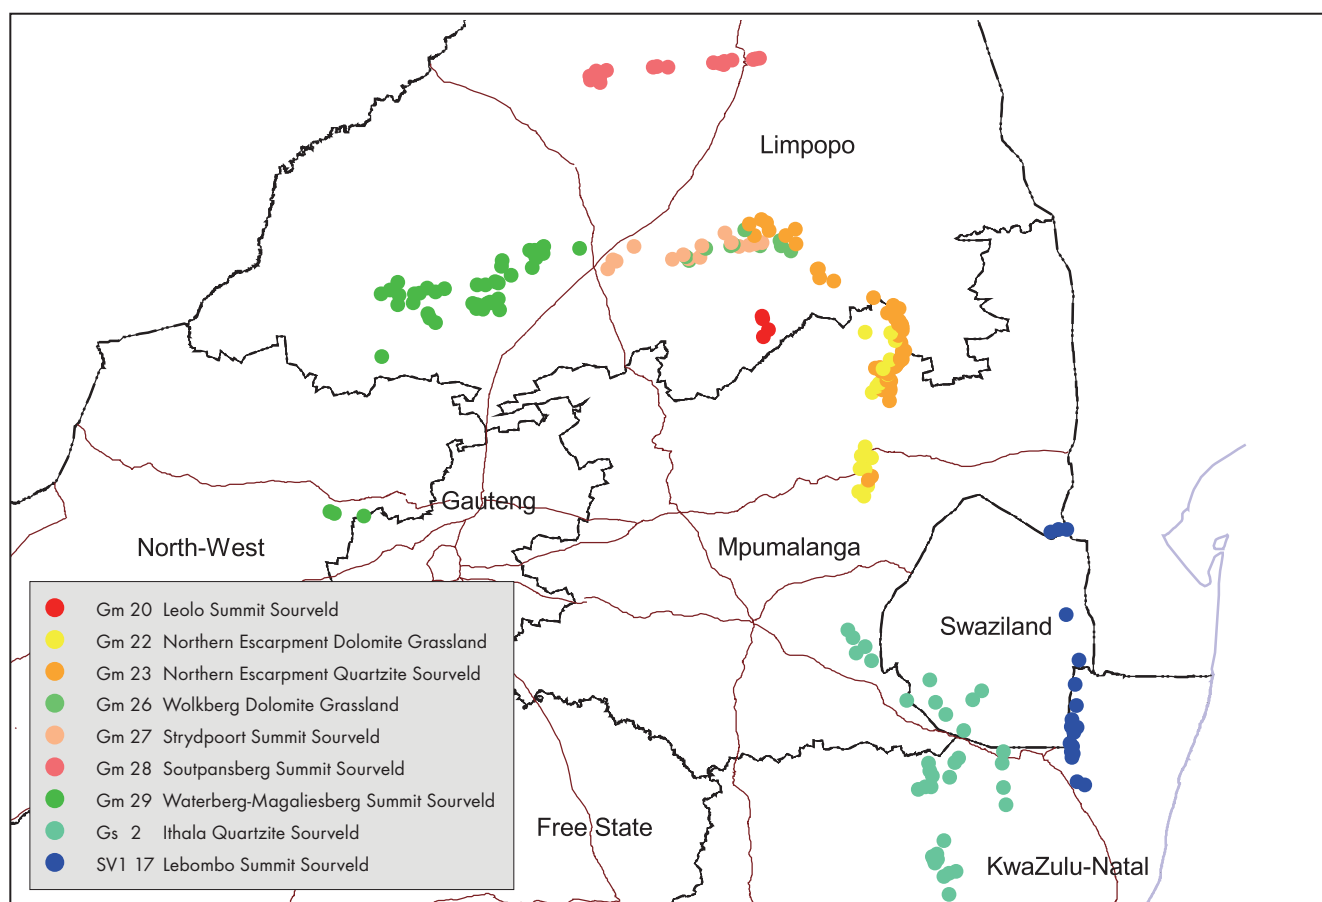 Limpopo
Gauteng
North-West
Mpumalanga
Gm 20 Leolo Summit Sourveld
Gm 22 Northern Escarpment Dolomite Grassland
Gm 23 Northern Escarpment Quartzite Sourveld
Gm 26 Wolkberg Dolomite Grassland
Gm 27 Strydpoort Summit Sourveld
Gm 28 Soutpansberg Summit Sourveld
Gm 29 Waterberg-Magaliesberg Summit Sourveld
Gs 2 Ithala Quartzite Sourveld
SV1 17 Lebombo Summit Sourveld
Swaziland
Free State
KwaZulu-Natal